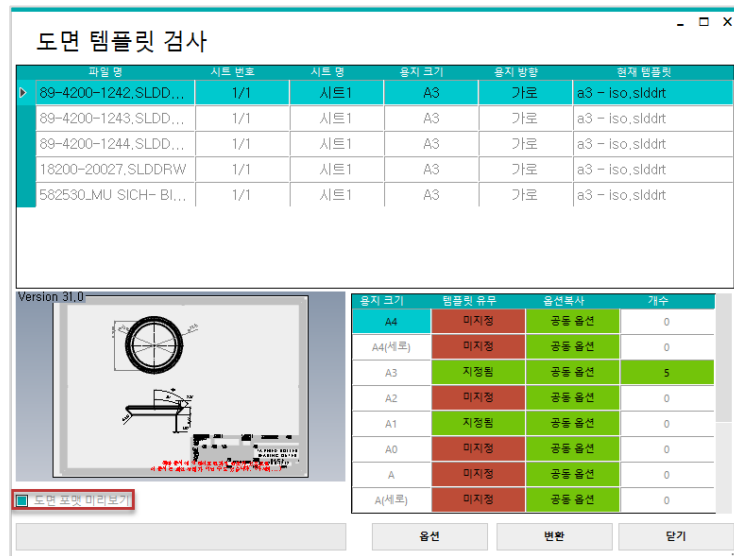 도면 템플릿 검사
파일 명 시트 번호 시트 명 용지 크기 용지 방향 현재 템플릿
89-4200-1242,SLDD... 1/1 시트1 A3 가로 a3 - iso,slddrt
89-4200-1243,SLDD... 1/1 시트1 A3 가로 a3 - iso,slddrt
89-4200-1244,SLDD... 1/1 시트1 A3 가로 a3 - iso,slddrt
18200-20027,SLDDRW 1/1 시트1 A3 가로 a3 - iso,slddrt
582530_MU SICH- BI... 1/1 시트1 A3 가로 a3 - iso,slddrt
Version 31,0
용지 크기 템플릿 유무 옵션복사 개수
A4 미지정 공동 옵션 0
A4(세로) 미지정 공동 옵션 0
A3 지정됨 공동 옵션 5
A2 미지정 공동 옵션 0
A1 지정됨 공동 옵션 0
A0 미지정 공동 옵션 0
A 미지정 공동 옵션 0
A(세로) 미지정 공동 옵션 0
도면 포맷 미리보기
옵션 변환 닫기